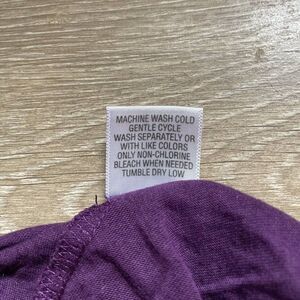 MACHINE WASH COLD
GENTLE CYCLE
WASH SEPARATELY OR
WITH LIKE COLORS
ONLY NON-CHLORINE
BLEACH WHEN NEEDED
TUMBLE DRY LOW